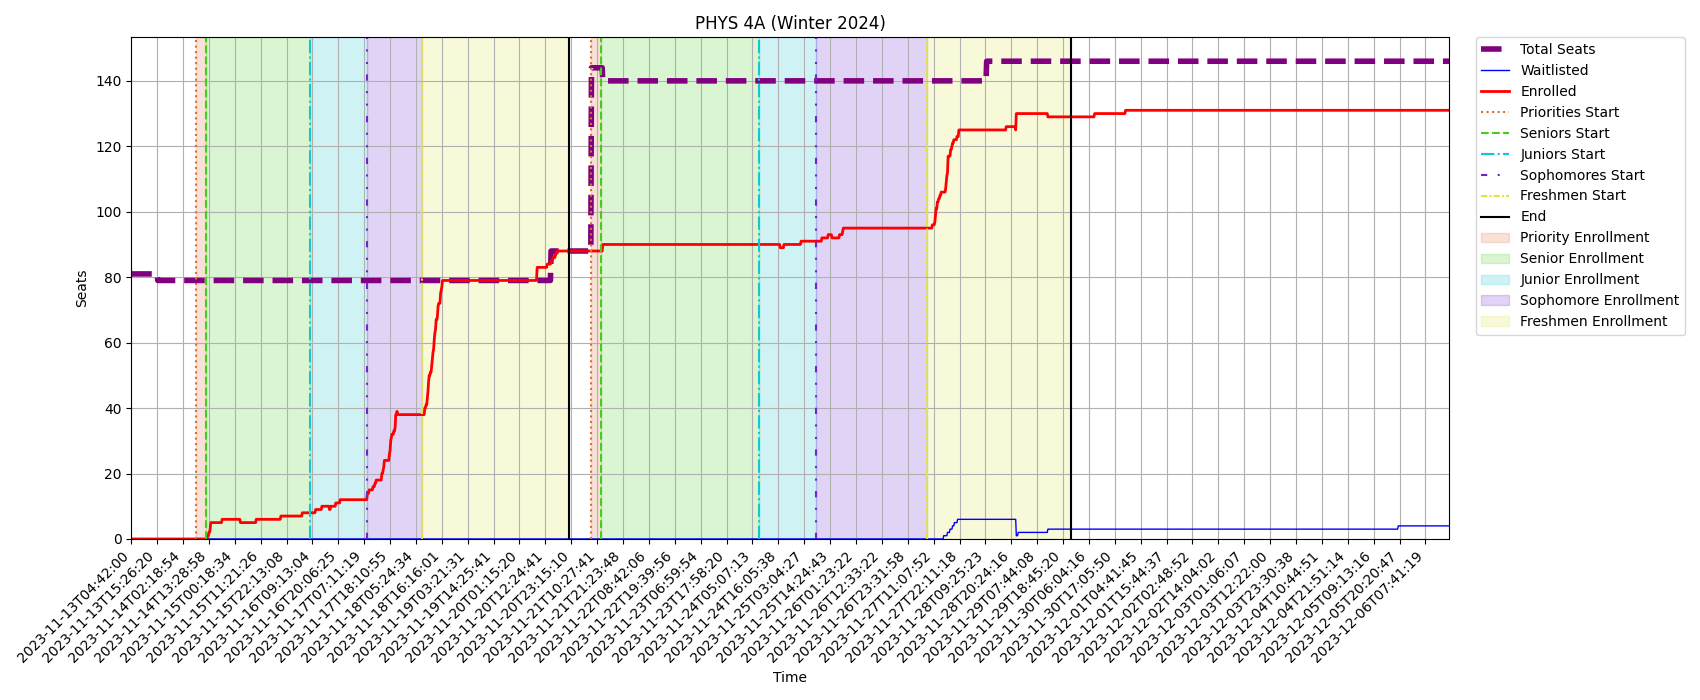 PHYS 4A (Winter 2024)
Total Seats
Waitlisted
Enrolled
Priorities Start
Seniors Start
Juniors Start
Sophomores Start
Freshmen Start
End
Priority Enrollment
Senior Enrollment
Junior Enrollment
Sophomore Enrollment
Freshmen Enrollment
Seats
140
120
100
80
60
40
20
0
2023-11-13T04:42:00
2023-11-13T15:26:20
2023-11-14T02:18:54
2023-11-14T13:28:58
2023-11-15T00:18:34
2023-11-15T11:21:26
2023-11-15T22:13:08
2023-11-16T09:13:04
2023-11-16T20:06:25
2023-11-17T07:11:19
2023-11-17T18:10:55
2023-11-18T05:24:34
2023-11-18T16:16:01
2023-11-19T03:21:31
2023-11-19T14:25:41
2023-11-20T01:15:20
2023-11-20T12:24:41
2023-11-20T23:15:10
2023-11-21T10:27:41
2023-11-21T21:23:48
2023-11-22T08:42:06
2023-11-22T19:39:56
2023-11-23T06:59:54
2023-11-23T17:58:20
2023-11-24T05:07:13
2023-11-24T16:05:38
2023-11-25T03:04:27
2023-11-25T14:24:43
2023-11-26T01:23:22
2023-11-26T12:33:22
2023-11-26T23:31:58
2023-11-27T11:07:52
2023-11-27T22:11:18
2023-11-28T09:25:23
2023-11-28T20:24:16
2023-11-29T07:44:08
2023-11-29T18:45:20
2023-11-30T06:04:16
2023-11-30T17:05:50
2023-12-01T04:41:45
2023-12-01T15:44:37
2023-12-02T02:48:52
2023-12-02T14:04:02
2023-12-03T01:06:07
2023-12-03T12:22:00
2023-12-03T23:30:38
2023-12-04T10:44:51
2023-12-04T21:51:14
2023-12-05T09:13:16
2023-12-05T20:20:47
2023-12-06T07:41:19
Time